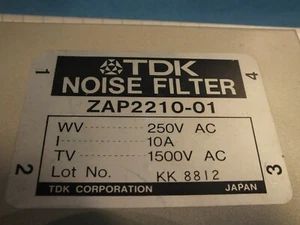 TDK
1
4
NOISE FILTER
ZAP2210-01
WV ------------ 250V AC
I ---------------- 10A
TV ------------ 1500V AC
Lot No. KK 8812
2
3
TDK CORPORATION JAPAN